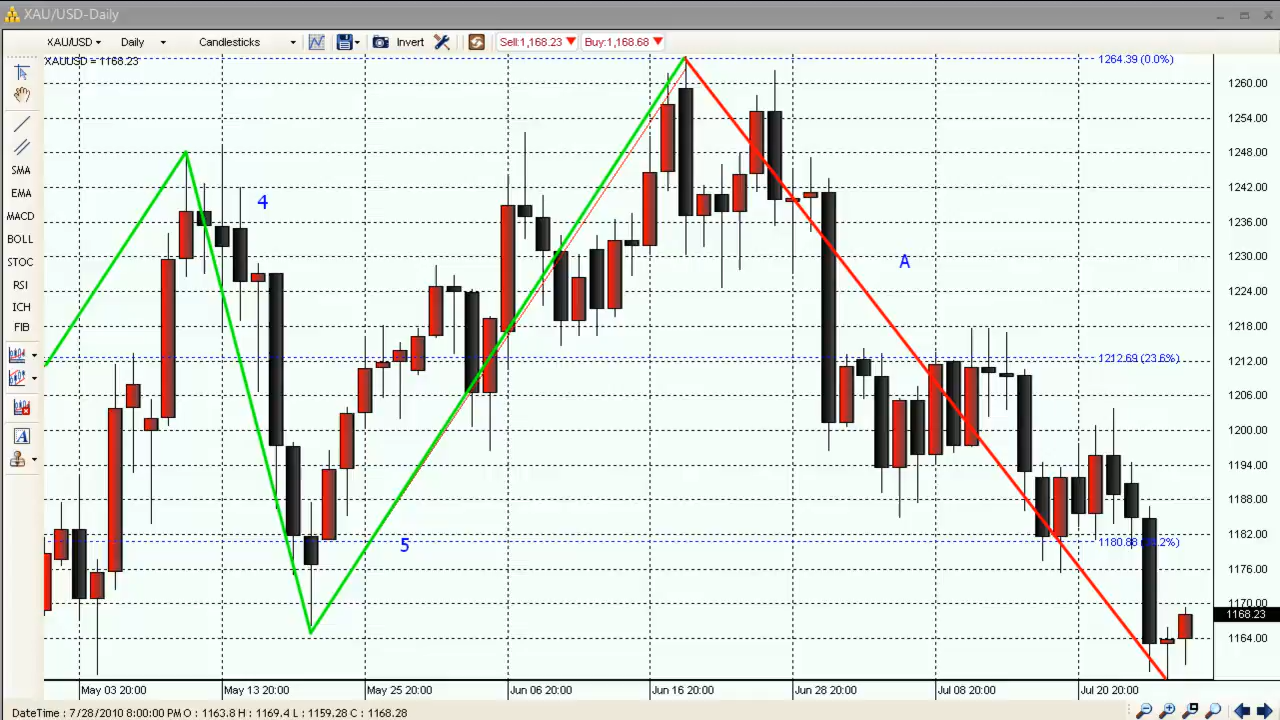 XAU/USD-Daily
XAU/USD Daily Candlesticks Invert Sell:1,168.23 Buy:1,168.68
XAUUSD = 1168.23
1264.39 (0.0%)
1260.00
1254.00
1248.00
SMA
EMA
MACD
BOLL
STOC
RSI
ICH
FIB
A
4
1242.00
1236.00
1230.00
A
1224.00
1218.00
1212.69 (23.6%)
1212.00
1206.00
1200.00
1194.00
1188.00
1182.00
5
1176.00
1170.00
1168.23
1164.00
May 03 20:00 May 13 20:00 May 25 20:00 Jun 06 20:00 Jun 16 20:00 Jun 28 20:00 Jul 08 20:00 Jul 20 20:00
DateTime : 7/28/2010 8:00:00 PM O : 1163.8 H : 1169.4 L : 1159.28 C : 1168.28